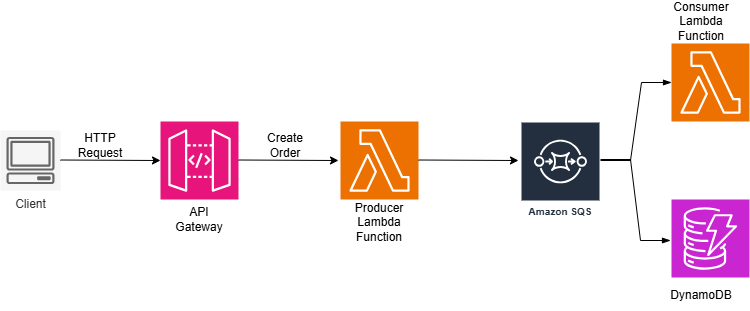 Consumer
Lambda
Function
HTTP
Request
Create
Order
</>
Client
API
Gateway
Producer
Lambda
Function
Amazon SQS
DynamoDB